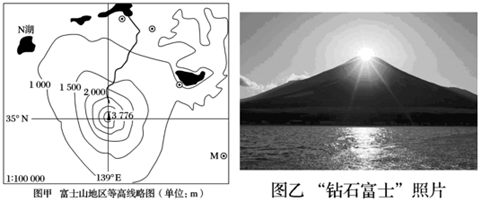 N湖
1 000
1 500
2 000
3 776
35° N
M
1:100 000
139°E
图甲 富士山地区等高线略图（单位：m）
图乙 “钻石富士”照片